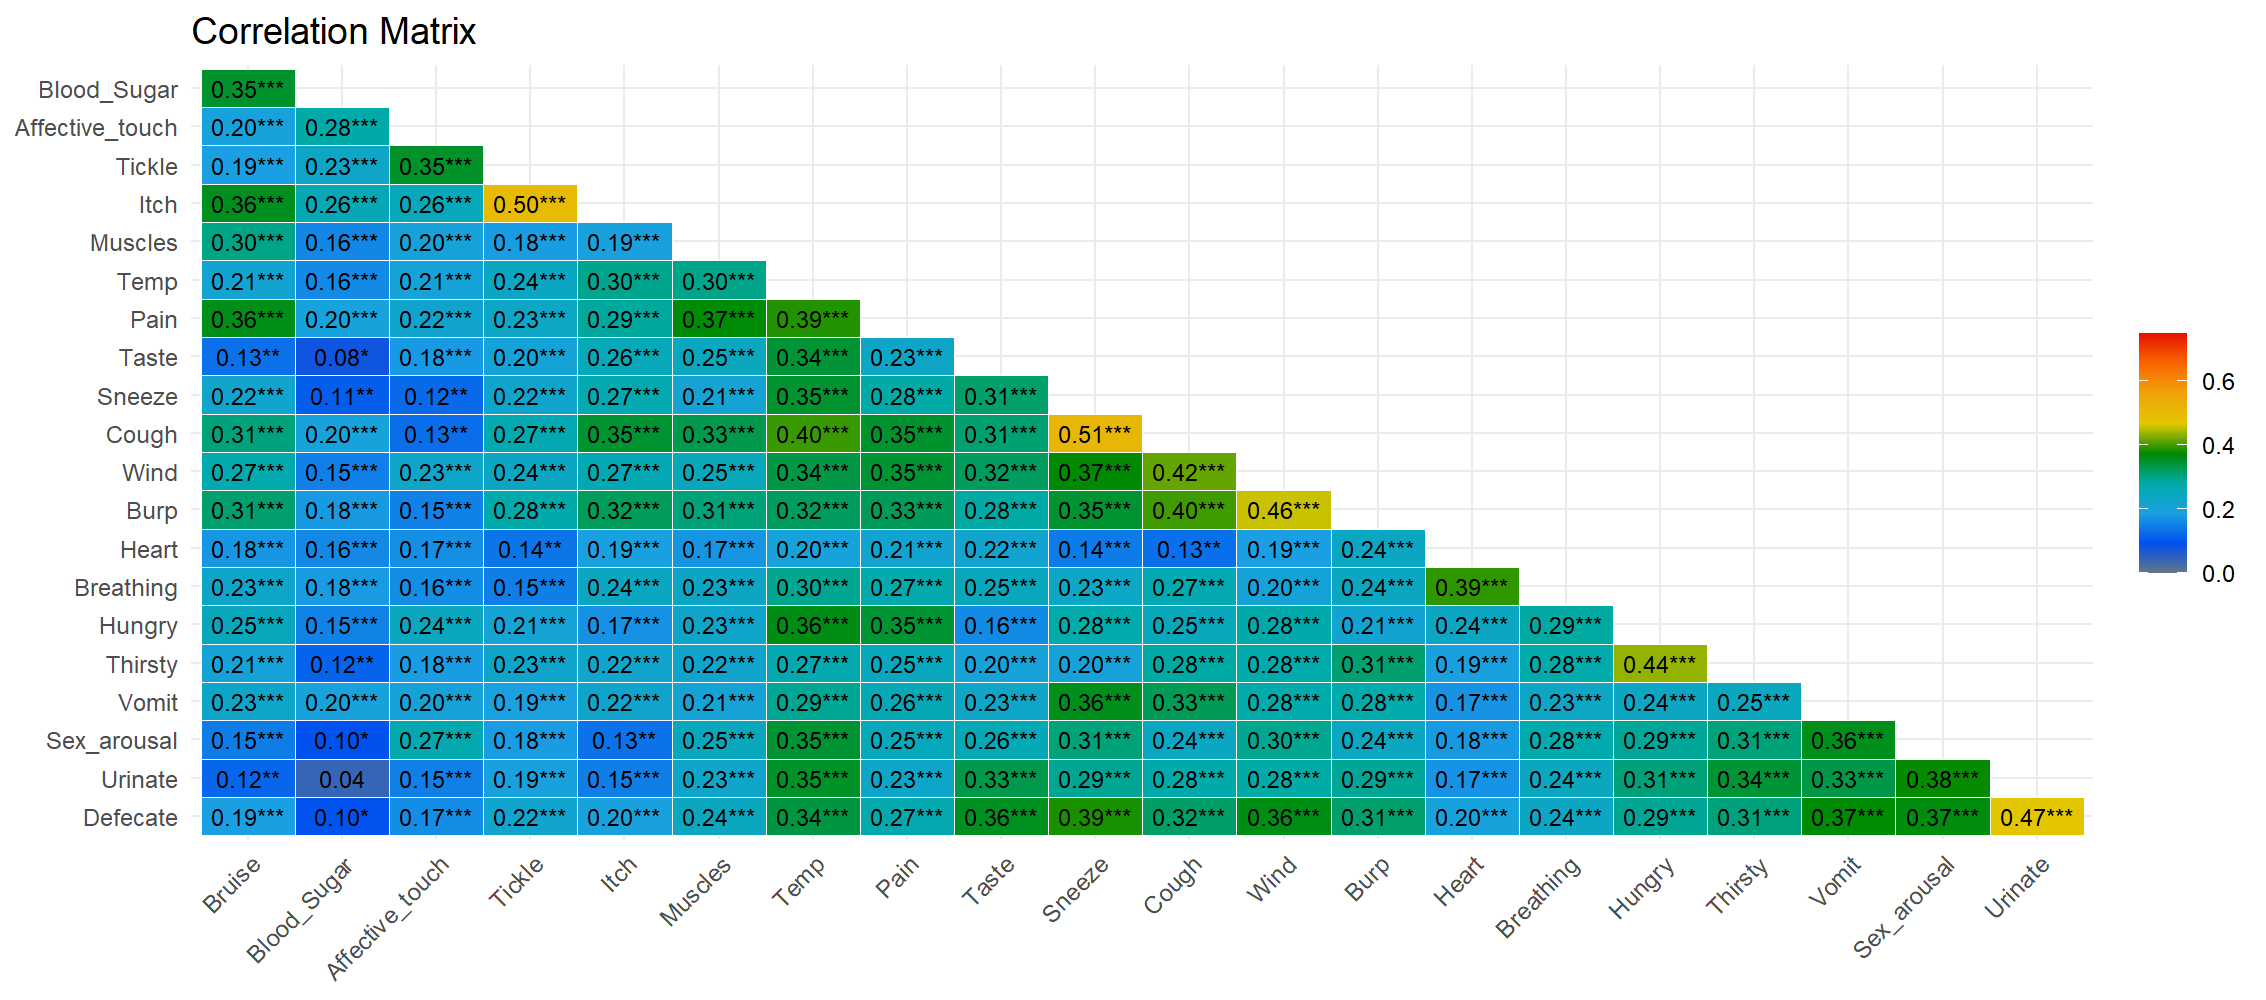 Correlation Matrix
Blood_Sugar 0.35***
Affective_touch 0.20*** 0.28***
Tickle 0.19*** 0.23*** 0.35***
Itch 0.36*** 0.26*** 0.26*** 0.50***
Muscles 0.30*** 0.16*** 0.20*** 0.18*** 0.19***
Temp 0.21*** 0.16*** 0.21*** 0.24*** 0.30*** 0.30***
Pain 0.36*** 0.20*** 0.22*** 0.23*** 0.29*** 0.37*** 0.39***
Taste 0.13** 0.08* 0.18*** 0.20*** 0.26*** 0.25*** 0.34*** 0.23***
Sneeze 0.22*** 0.11** 0.12** 0.22*** 0.27*** 0.21*** 0.35*** 0.28*** 0.31***
Cough 0.31*** 0.20*** 0.13** 0.27*** 0.35*** 0.33*** 0.40*** 0.35*** 0.31*** 0.51***
Wind 0.27*** 0.15*** 0.23*** 0.24*** 0.27*** 0.25*** 0.34*** 0.35*** 0.32*** 0.37*** 0.42***
Burp 0.31*** 0.18*** 0.15*** 0.28*** 0.32*** 0.31*** 0.32*** 0.33*** 0.28*** 0.35*** 0.40*** 0.46***
Heart 0.18*** 0.16*** 0.17*** 0.14** 0.19*** 0.17*** 0.20*** 0.21*** 0.22*** 0.14*** 0.13** 0.19*** 0.24***
Breathing 0.23*** 0.18*** 0.16*** 0.15*** 0.24*** 0.23*** 0.30*** 0.27*** 0.25*** 0.23*** 0.27*** 0.20*** 0.24*** 0.39***
Hungry 0.25*** 0.15*** 0.24*** 0.21*** 0.17*** 0.23*** 0.36*** 0.35*** 0.16*** 0.28*** 0.25*** 0.28*** 0.21*** 0.24*** 0.29***
Thirsty 0.21*** 0.12** 0.18*** 0.23*** 0.22*** 0.22*** 0.27*** 0.25*** 0.20*** 0.20*** 0.28*** 0.28*** 0.31*** 0.19*** 0.28*** 0.44***
Vomit 0.23*** 0.20*** 0.20*** 0.19*** 0.22*** 0.21*** 0.29*** 0.26*** 0.23*** 0.36*** 0.33*** 0.28*** 0.28*** 0.17*** 0.23*** 0.24*** 0.25***
Sex_arousal 0.15*** 0.10* 0.27*** 0.18*** 0.13** 0.25*** 0.35*** 0.25*** 0.26*** 0.31*** 0.24*** 0.30*** 0.24*** 0.18*** 0.28*** 0.29*** 0.31*** 0.36***
Urinate 0.12** 0.04 0.15*** 0.19*** 0.15*** 0.23*** 0.35*** 0.23*** 0.33*** 0.29*** 0.28*** 0.28*** 0.29*** 0.17*** 0.24*** 0.31*** 0.34*** 0.33*** 0.38***
Defecate 0.19*** 0.10* 0.17*** 0.22*** 0.20*** 0.24*** 0.34*** 0.27*** 0.36*** 0.39*** 0.32*** 0.36*** 0.31*** 0.20*** 0.24*** 0.29*** 0.31*** 0.37*** 0.37*** 0.47***
Bruise Blood_Sugar Affective_touch Tickle Itch Muscles Temp Pain Taste Sneeze Cough Wind Burp Heart Breathing Hungry Thirsty Vomit Sex_arousal Urinate
0.6
0.4
0.2
0.0